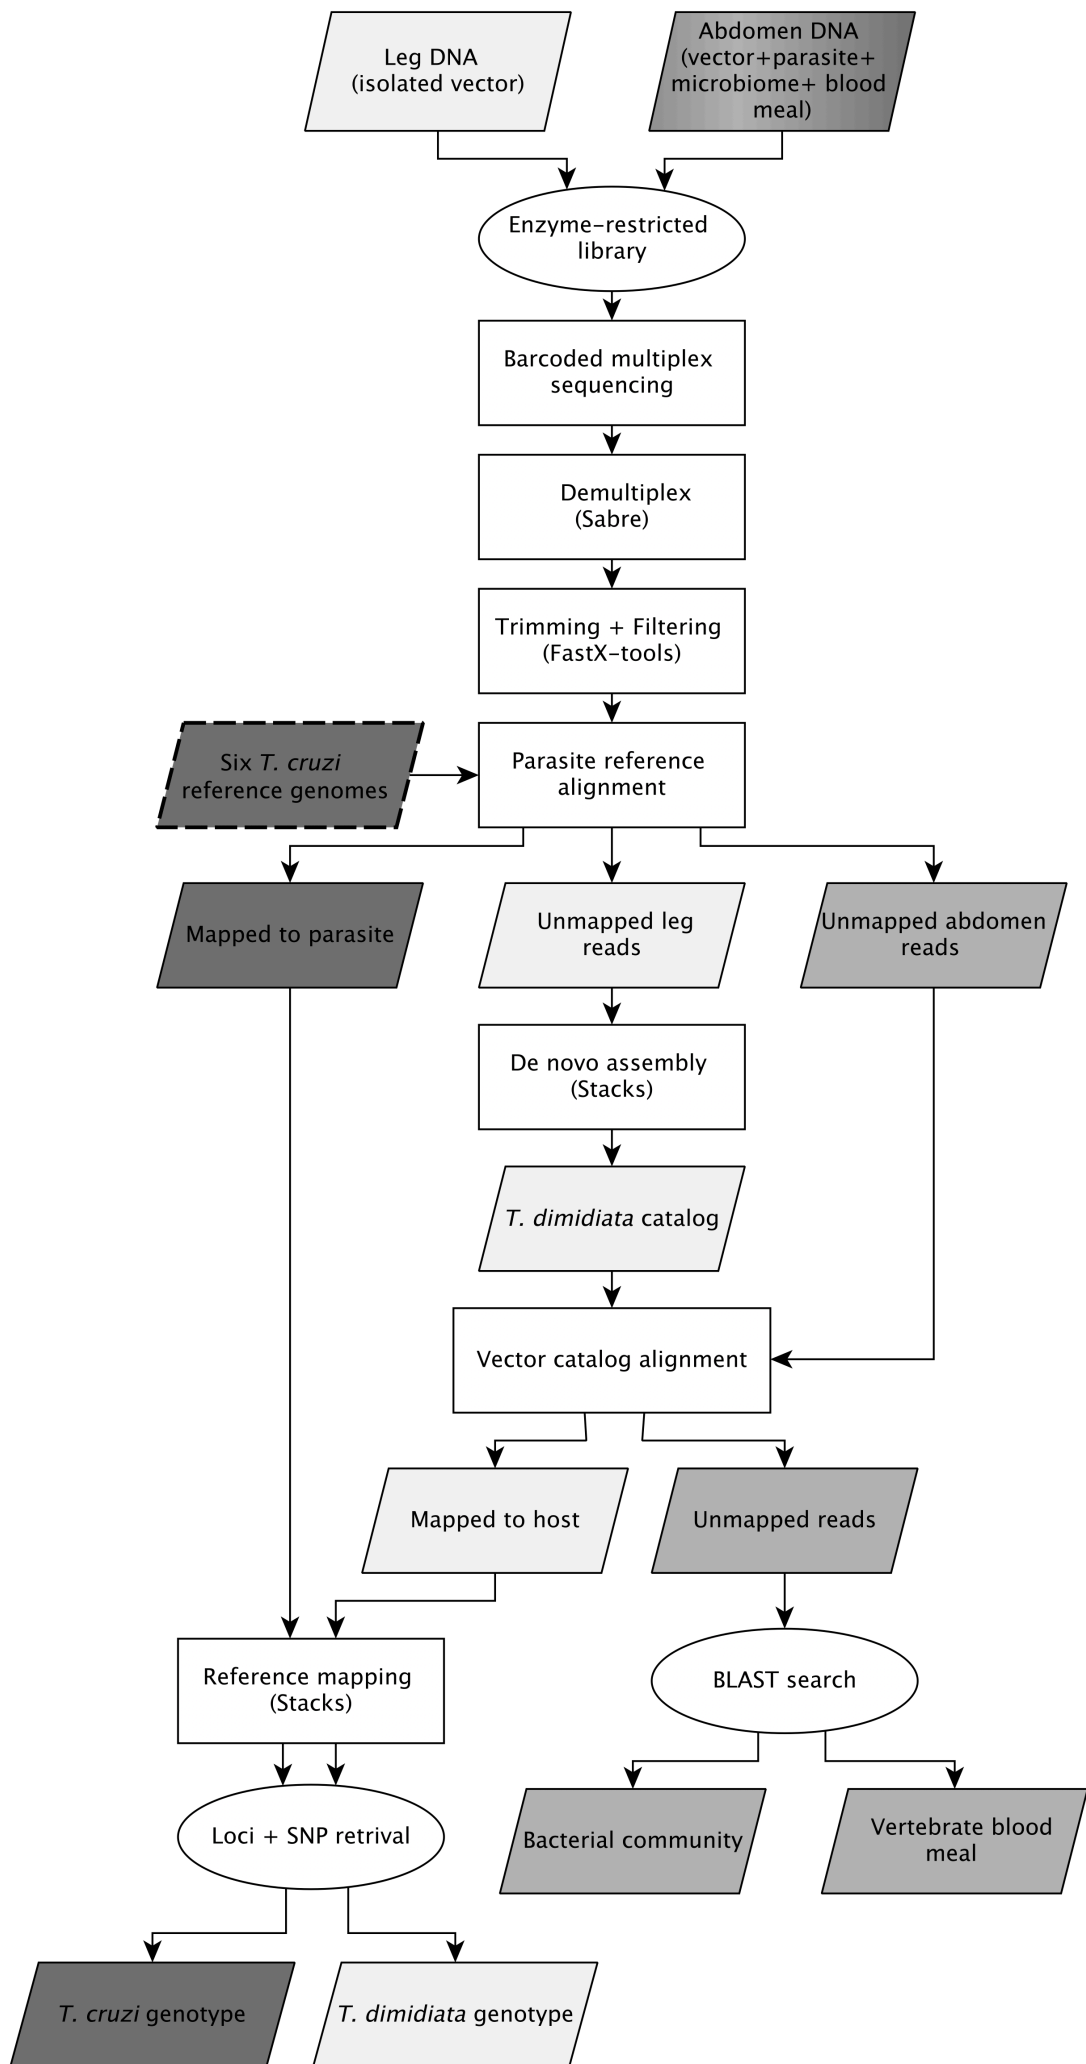 Leg DNA
(isolated vector)
Abdomen DNA
(vector+parasite+
microbiome+ blood
meal)
Enzyme-restricted
library
Barcoded multiplex
sequencing
Demultiplex
(Sabre)
Trimming + Filtering
(FastX-tools)
Six T. cruzi
reference genomes
Parasite reference
alignment
Mapped to parasite
Unmapped leg
reads
Unmapped abdomen
reads
De novo assembly
(Stacks)
T. dimidiata catalog
Vector catalog alignment
Mapped to host
Unmapped reads
Reference mapping
(Stacks)
BLAST search
Loci + SNP retrival
Bacterial community
Vertebrate blood
meal
T. cruzi genotype
T. dimidiata genotype